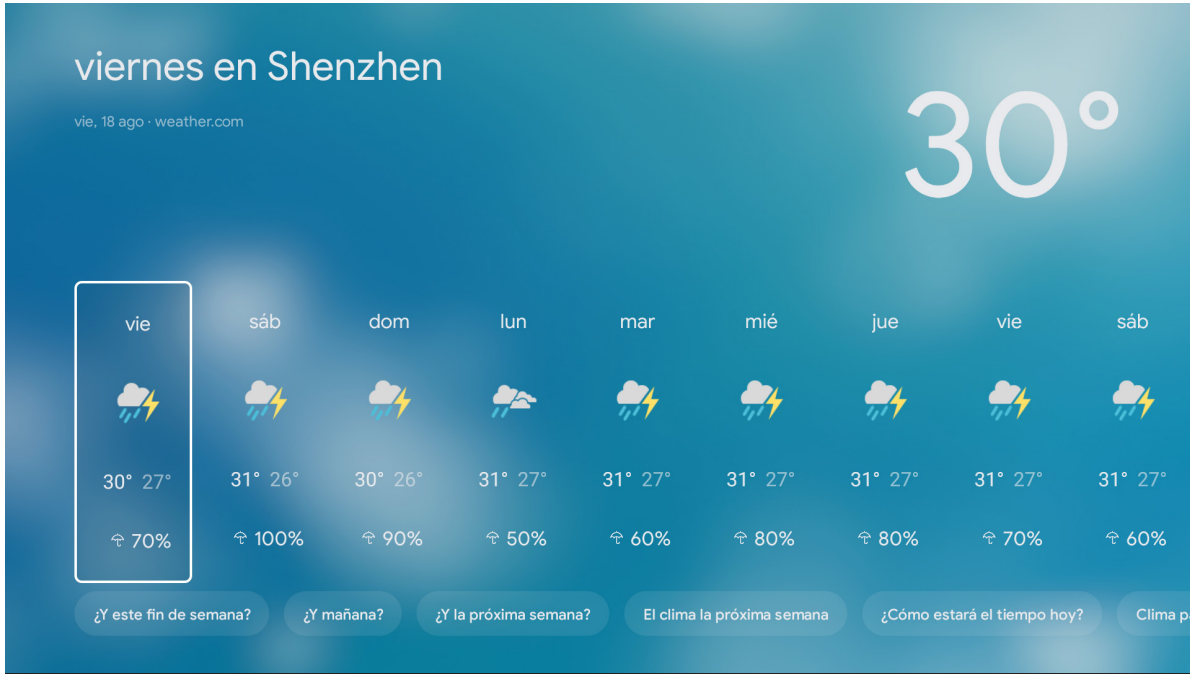 viernes en Shenzhen
vie, 18 ago · weather.com
30°
vie sáb dom lun mar mié jue vie sáb
30° 27° 31° 26° 30° 26° 31° 27° 31° 27° 31° 27° 31° 27° 31° 27° 31° 27°
70% 100% 90% 50% 60% 80% 80% 70% 60%
¿Y este fin de semana? ¿Y mañana? ¿Y la próxima semana? El clima la próxima semana ¿Cómo estará el tiempo hoy? Clima